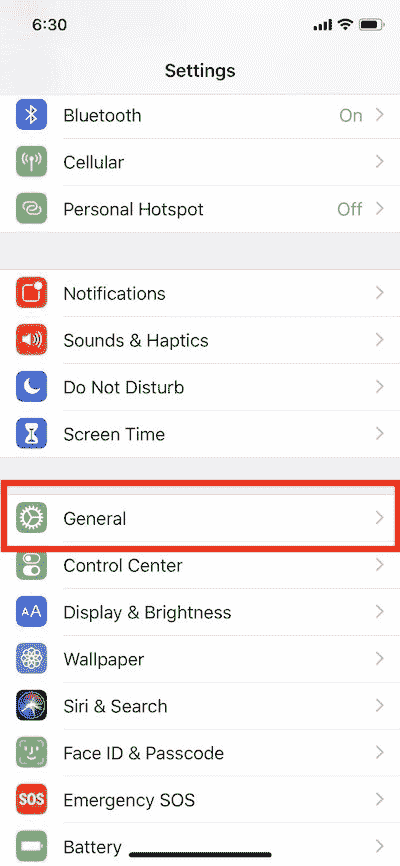 6:30
Settings
Bluetooth On
Cellular
Personal Hotspot Off
Notifications
Sounds & Haptics
Do Not Disturb
Screen Time
General
Control Center
AA Display & Brightness
Wallpaper
Siri & Search
Face ID & Passcode
SOS Emergency SOS
Battery